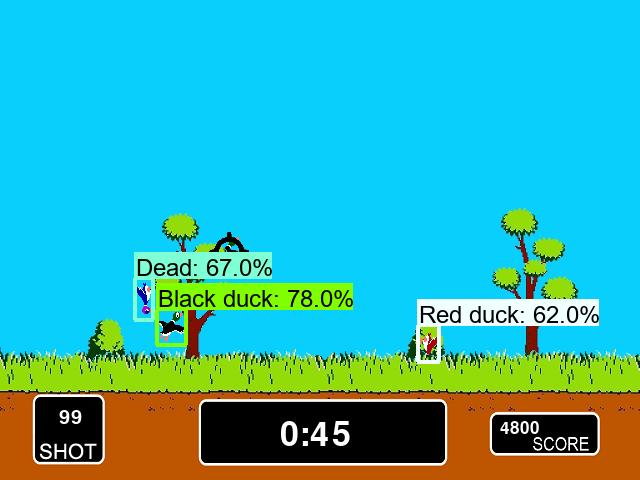 Dead: 67.0%
Black duck: 78.0%
Red duck: 62.0%
99
SHOT
0:45
4800
SCORE